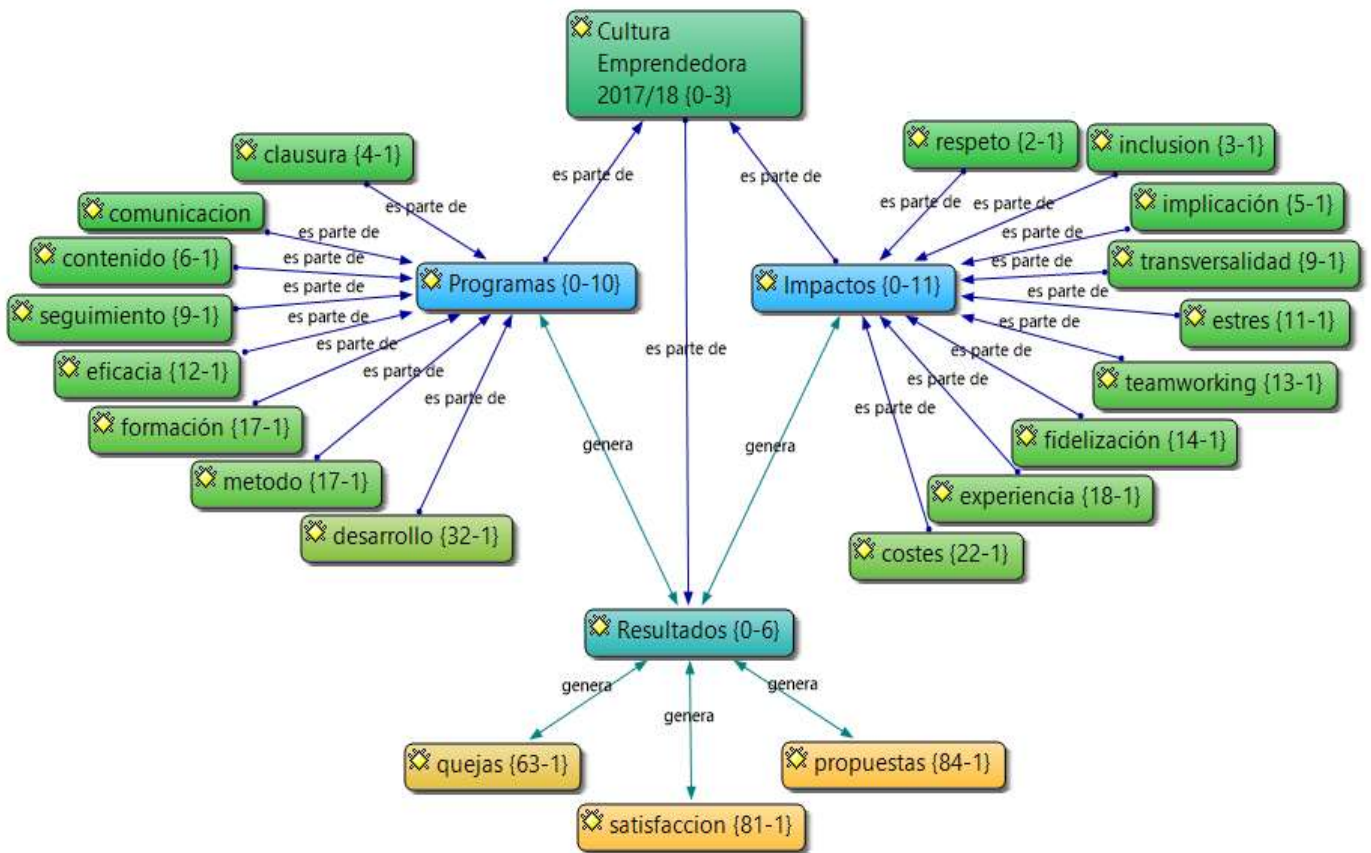 Cultura
Emprendedora
2017/18 {0-3}
clausura {4-1}
respeto {2-1}
inclusion {3-1}
es parte de
es parte de
comunicacion
es parte de
es parte de
es parte de
implicación {5-1}
es parte de
contenido {6-1}
es parte de
Programas {0-10}
Impactos {0-11}
transversalidad {9-1}
seguimiento {9-1}
es parte de
es parte de
estres {11-1}
es parte de
es parte de
es parte de
eficacia {12-1}
es parte de
es parte de
teamworking {13-1}
es parte de
es parte de
formación {17-1}
genera
genera
fidelización {14-1}
metodo {17-1}
experiencia {18-1}
desarrollo {32-1}
costes {22-1}
Resultados {0-6}
genera
genera
genera
quejas {63-1}
propuestas {84-1}
satisfaccion {81-1}